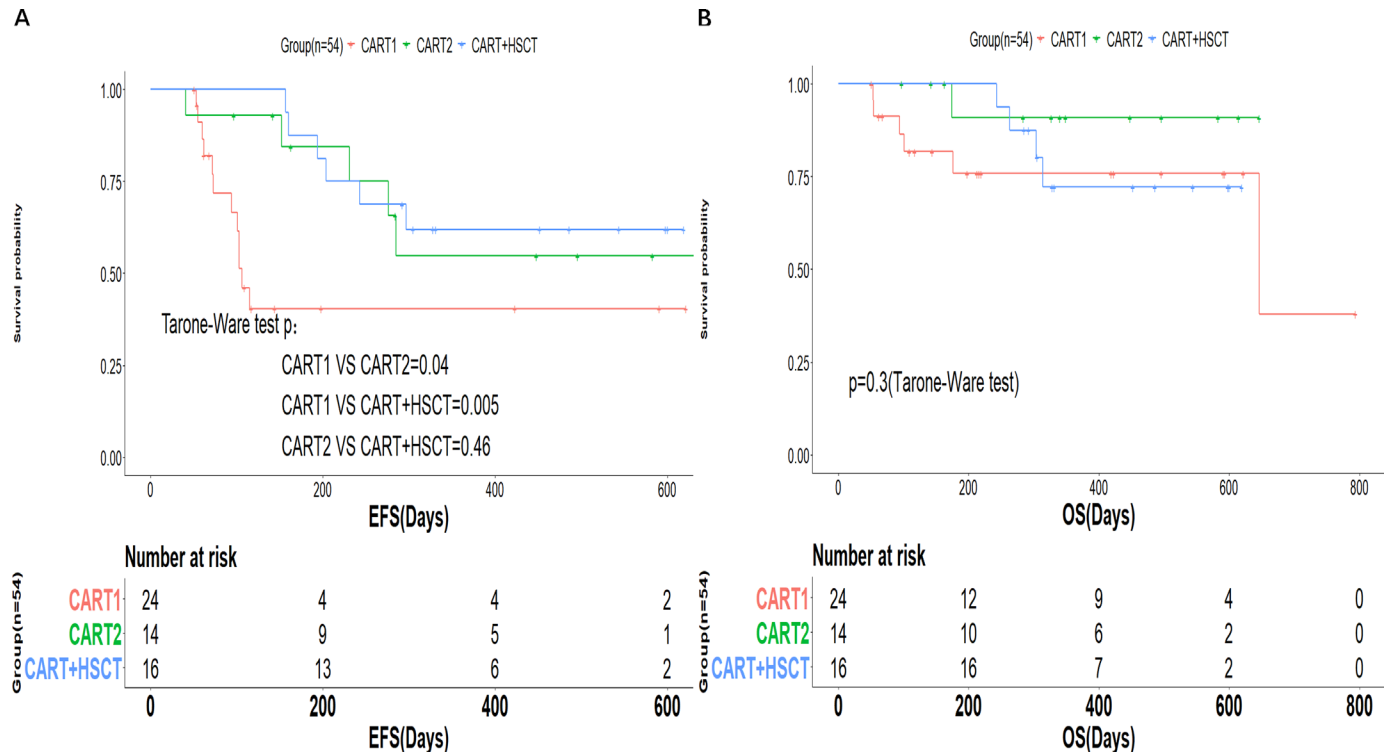 A
Group(n=54) CART1 CART2 CART+HSCT
1.00
0.75
0.50
0.25
0.00
Survival probability
Tarone-Ware test p:
CART1 VS CART2=0.04
CART1 VS CART+HSCT=0.005
CART2 VS CART+HSCT=0.46
0 200 400 600
EFS(Days)
Number at risk
Group(n=54)
CART1 24 4 4 2
CART2 14 9 5 1
CART+HSCT 16 13 6 2
0 200 400 600
EFS(Days)
B
Group(n=54) CART1 CART2 CART+HSCT
1.00
0.75
0.50
0.25
0.00
Survival probability
p=0.3(Tarone-Ware test)
0 200 400 600 800
OS(Days)
Number at risk
Group(n=54)
CART1 24 12 9 4 0
CART2 14 10 6 2 0
CART+HSCT 16 16 7 2 0
0 200 400 600 800
OS(Days)